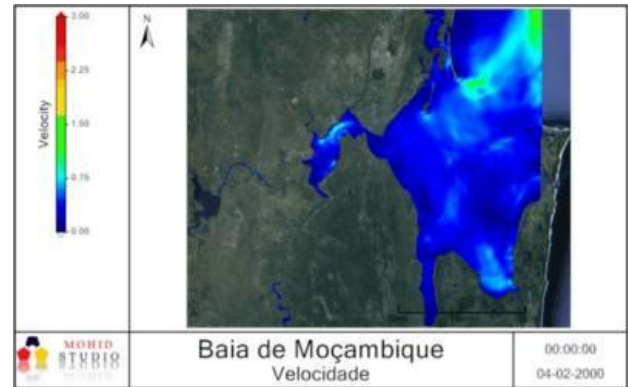 3.00
2.25
1.50
0.75
0.00
Velocity
N
MOHID
STUDIO
Baia de Moçambique
Velocidade
00:00:00
04-02-2000